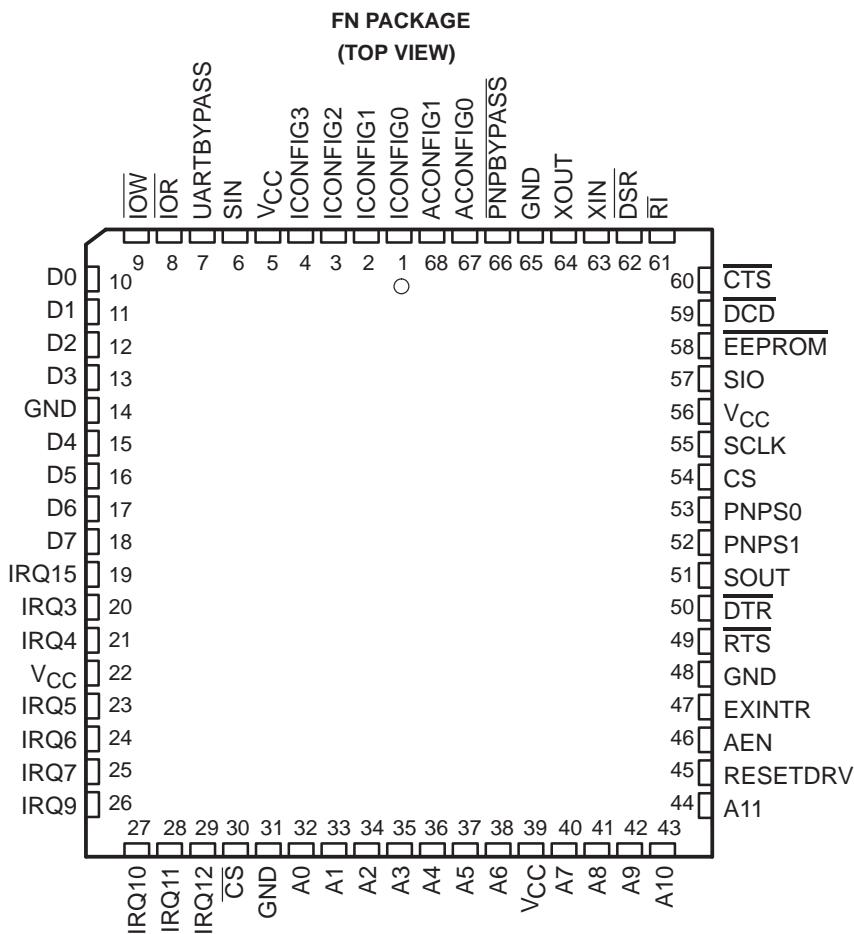 FN PACKAGE
(TOP VIEW)
IOW
IOR
UARTBYPASS
SIN
VCC
ICONFIG3
ICONFIG2
ICONFIG1
ICONFIG0
ACONFIG1
ACONFIG0
PNPBYPASS
GND
XOUT
XIN
DSR
RI
9 8 7 6 5 4 3 2 1 68 67 66 65 64 63 62 61
D0 10
D1 11
D2 12
D3 13
GND 14
D4 15
D5 16
D6 17
D7 18
IRQ15 19
IRQ3 20
IRQ4 21
VCC 22
IRQ5 23
IRQ6 24
IRQ7 25
IRQ9 26
60 CTS
59 DCD
58 EEPROM
57 SIO
56 VCC
55 SCLK
54 CS
53 PNPS0
52 PNPS1
51 SOUT
50 DTR
49 RTS
48 GND
47 EXINTR
46 AEN
45 RESETDRV
44 A11
27 28 29 30 31 32 33 34 35 36 37 38 39 40 41 42 43
IRQ10
IRQ11
IRQ12
CS
GND
A0
A1
A2
A3
A4
A5
A6
VCC
A7
A8
A9
A10